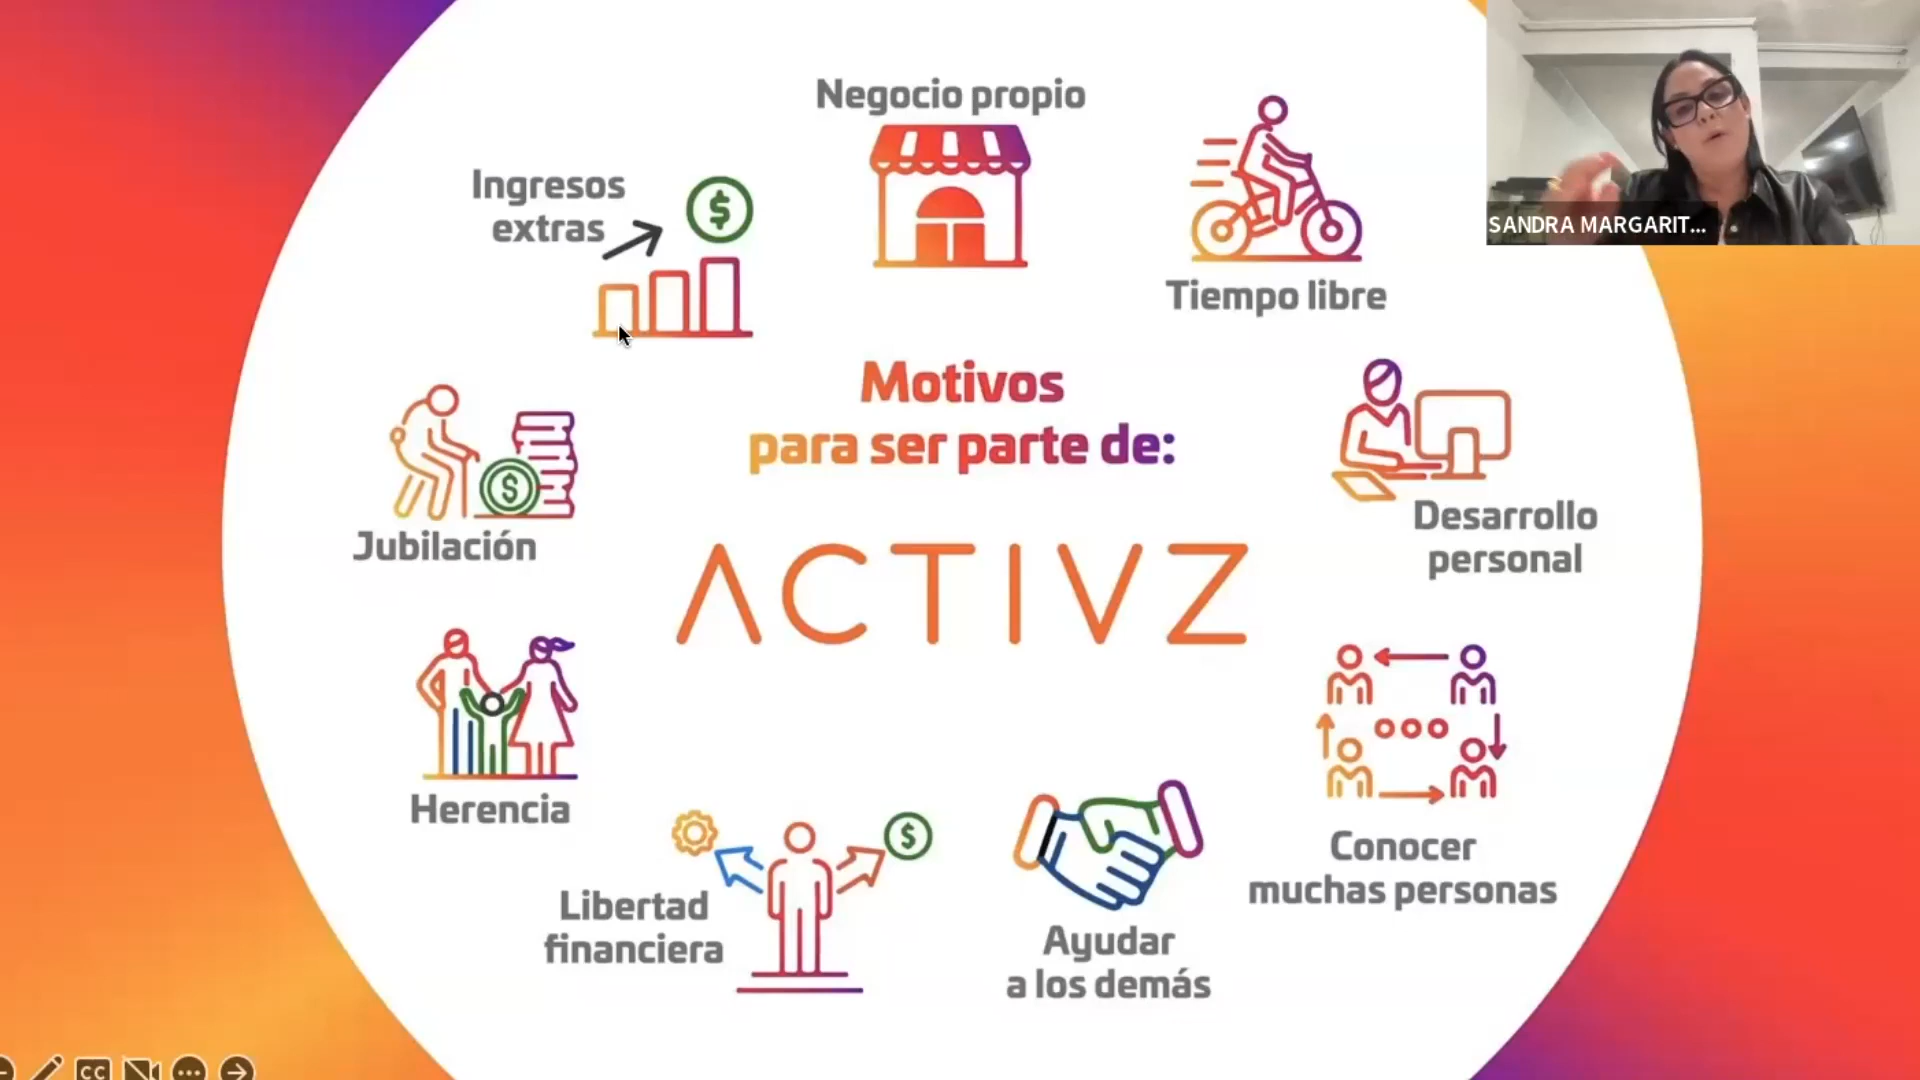 Negocio propio
Ingresos
extras
$
Tiempo libre
SANDRA MARGARIT...
Motivos
para ser parte de:
ACTIVZ
$
Jubilación
Desarrollo
personal
Herencia
Conocer
muchas personas
$
Libertad
financiera
Ayudar
a los demás
CC